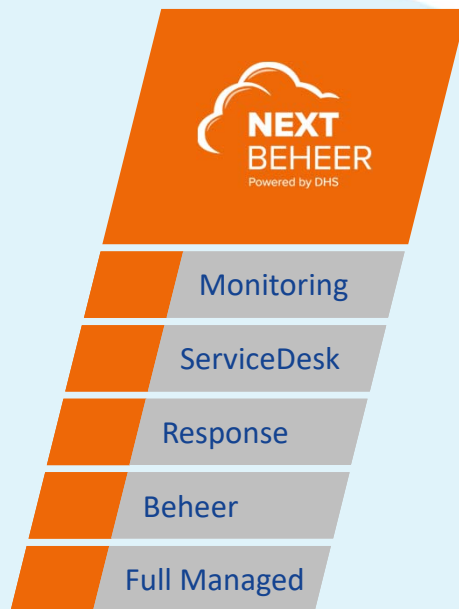 NEXT
BEHEER
Powered by DHS
Monitoring
ServiceDesk
Response
Beheer
Full Managed